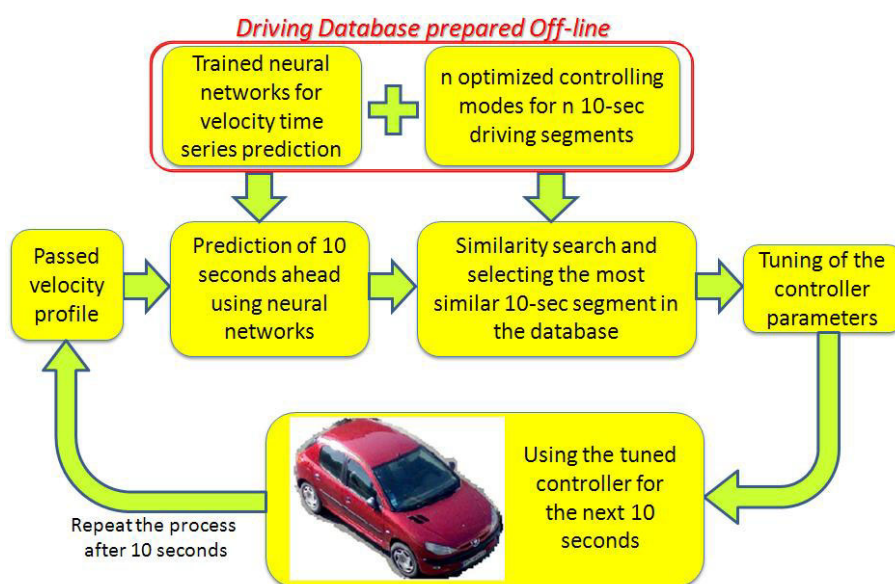 Driving Database prepared Off-line
Trained neural
networks for
velocity time
series prediction
n optimized controlling
modes for n 10-sec
driving segments
Passed
velocity
profile
Prediction of 10
seconds ahead
using neural
networks
Similarity search and
selecting the most
similar 10-sec segment in
the database
Tuning of the
controller
parameters
Using the tuned
controller for
the next 10
seconds
Repeat the process
after 10 seconds